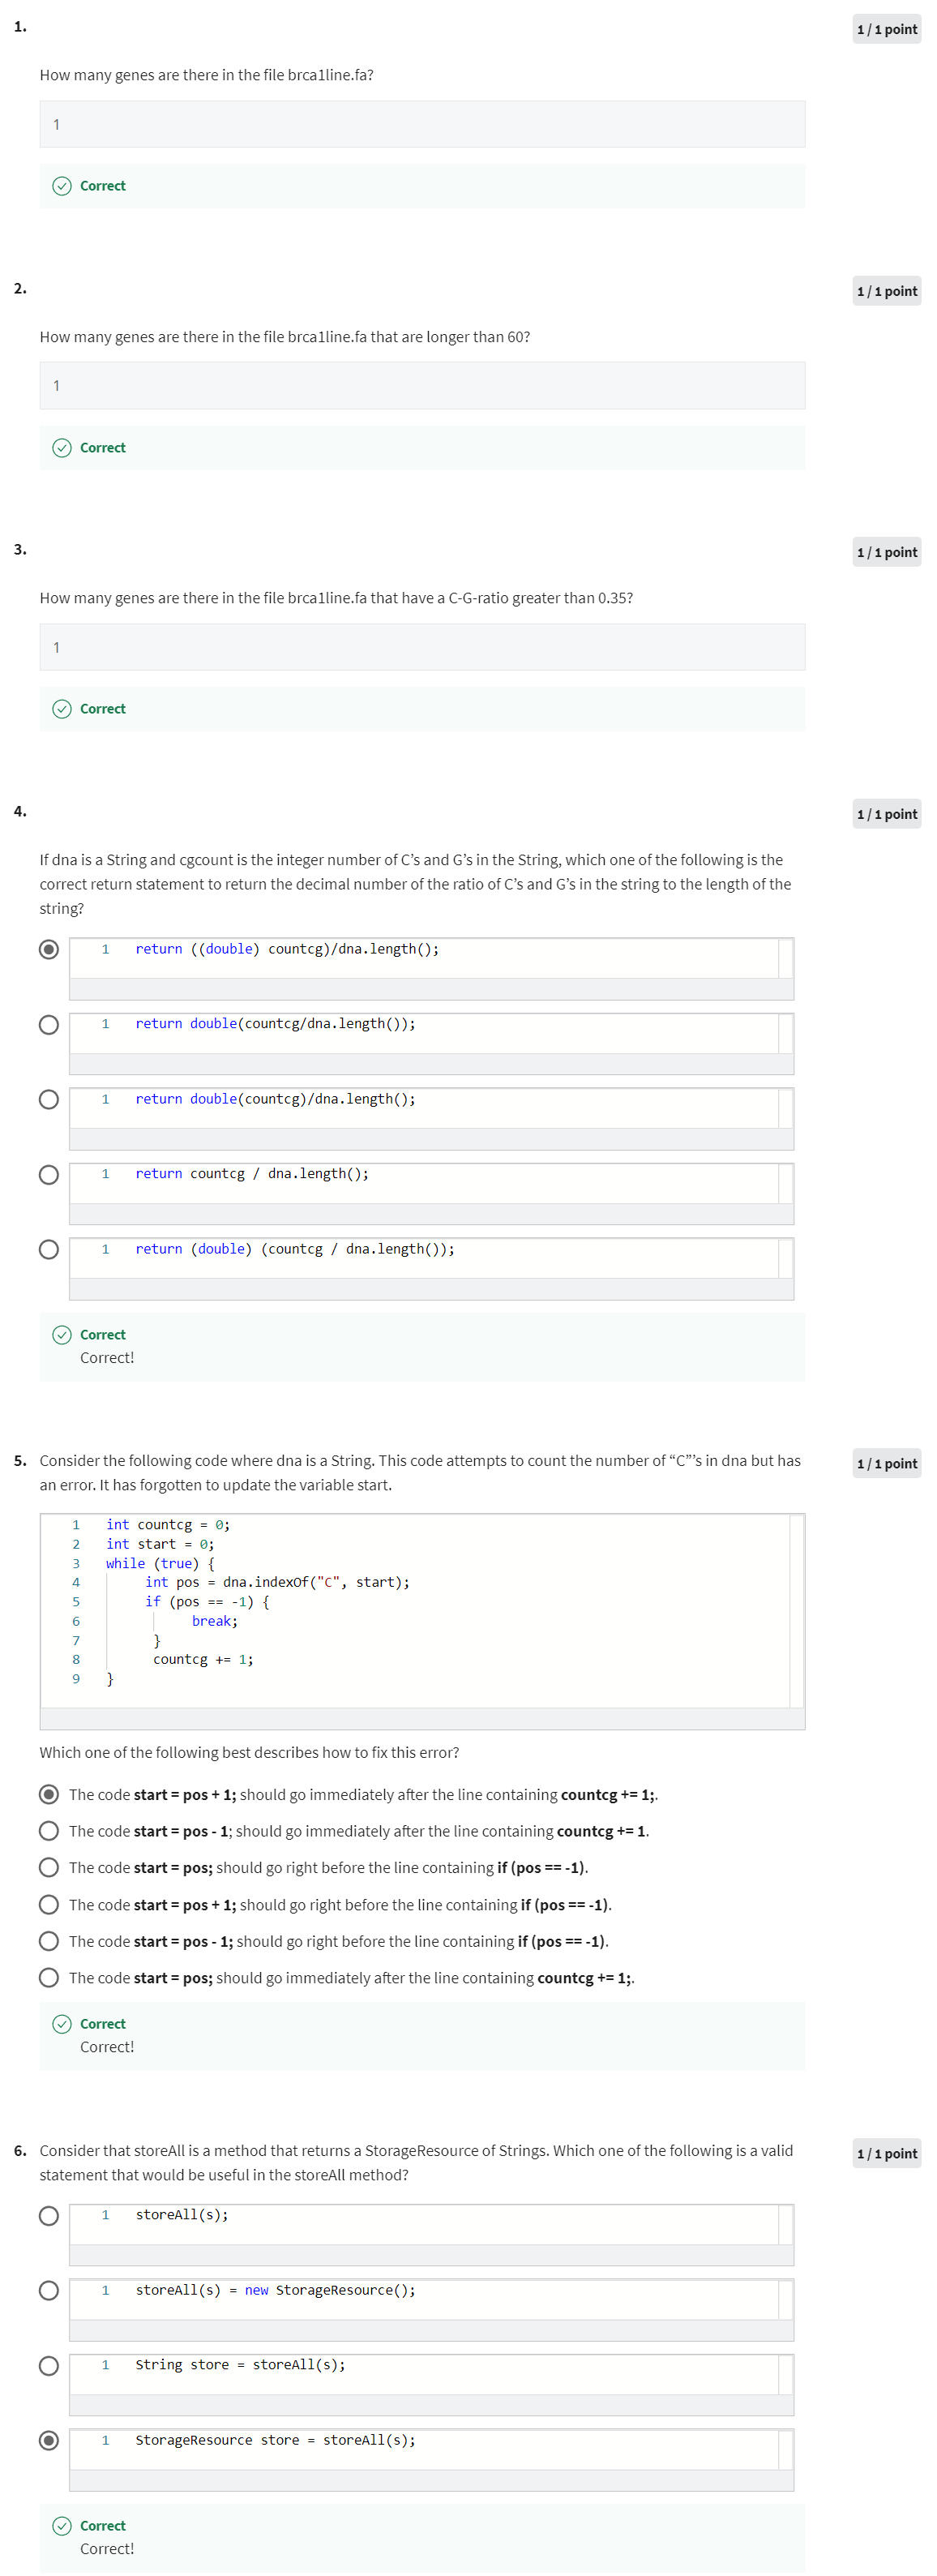 1.
1 / 1 point
How many genes are there in the file brca1line.fa?
1
Correct
2.
1 / 1 point
How many genes are there in the file brca1line.fa that are longer than 60?
1
Correct
3.
1 / 1 point
How many genes are there in the file brca1line.fa that have a C-G-ratio greater than 0.35?
1
Correct
4.
1 / 1 point
If dna is a String and cgcount is the integer number of C’s and G’s in the String, which one of the following is the
correct return statement to return the decimal number of the ratio of C’s and G’s in the string to the length of the
string?
1 return ((double) countcg)/dna.length();
1 return double(countcg/dna.length());
1 return double(countcg)/dna.length();
1 return countcg / dna.length();
1 return (double) (countcg / dna.length());
Correct
Correct!
5. Consider the following code where dna is a String. This code attempts to count the number of “C”’s in dna but has
1 / 1 point
an error. It has forgotten to update the variable start.
1 int countcg = 0;
2 int start = 0;
3 while (true) {
4 int pos = dna.indexOf("C", start);
5 if (pos == -1) {
6 break;
7 }
8 countcg += 1;
9 }
Which one of the following best describes how to fix this error?
The code start = pos + 1; should go immediately after the line containing countcg += 1;.
The code start = pos - 1; should go immediately after the line containing countcg += 1.
The code start = pos; should go right before the line containing if (pos == -1).
The code start = pos + 1; should go right before the line containing if (pos == -1).
The code start = pos - 1; should go right before the line containing if (pos == -1).
The code start = pos; should go immediately after the line containing countcg += 1;.
Correct
Correct!
6. Consider that storeAll is a method that returns a StorageResource of Strings. Which one of the following is a valid
1 / 1 point
statement that would be useful in the storeAll method?
1 storeAll(s);
1 storeAll(s) = new StorageResource();
1 String store = storeAll(s);
1 StorageResource store = storeAll(s);
Correct
Correct!